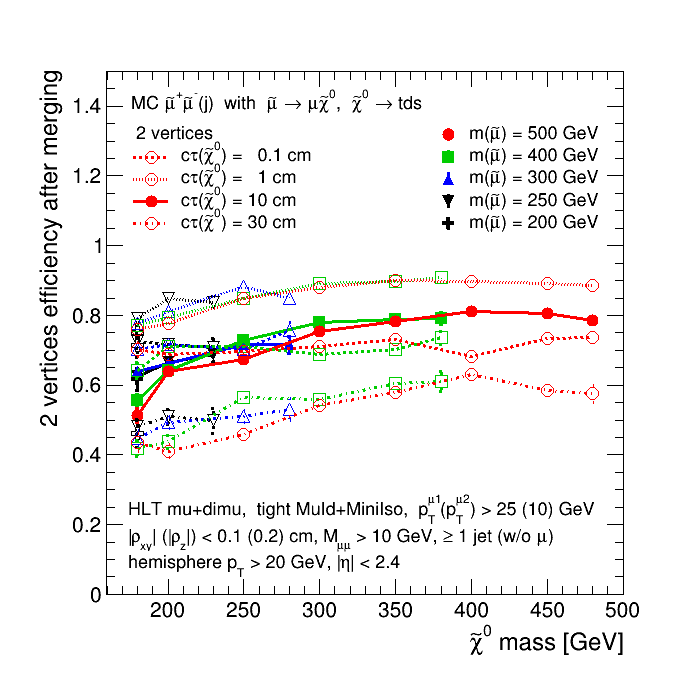 2 vertices efficiency after merging
MC μ̃⁺μ̃⁻(j) with μ̃ → μχ̃⁰, χ̃⁰ → tds
2 vertices
cτ(χ̃⁰) = 0.1 cm
cτ(χ̃⁰) = 1 cm
cτ(χ̃⁰) = 10 cm
cτ(χ̃⁰) = 30 cm
m(μ̃) = 500 GeV
m(μ̃) = 400 GeV
m(μ̃) = 300 GeV
m(μ̃) = 250 GeV
m(μ̃) = 200 GeV
1.4
1.2
1
0.8
0.6
0.4
0.2
0
HLT mu+dimu, tight MuId+MiniIso, p_T^μ1(p_T^μ2) > 25 (10) GeV
|ρ_xy| (|ρ_z|) < 0.1 (0.2) cm, M_μμ > 10 GeV, ≥ 1 jet (w/o μ)
hemisphere p_T > 20 GeV, |η| < 2.4
200 250 300 350 400 450 500
χ̃⁰ mass [GeV]